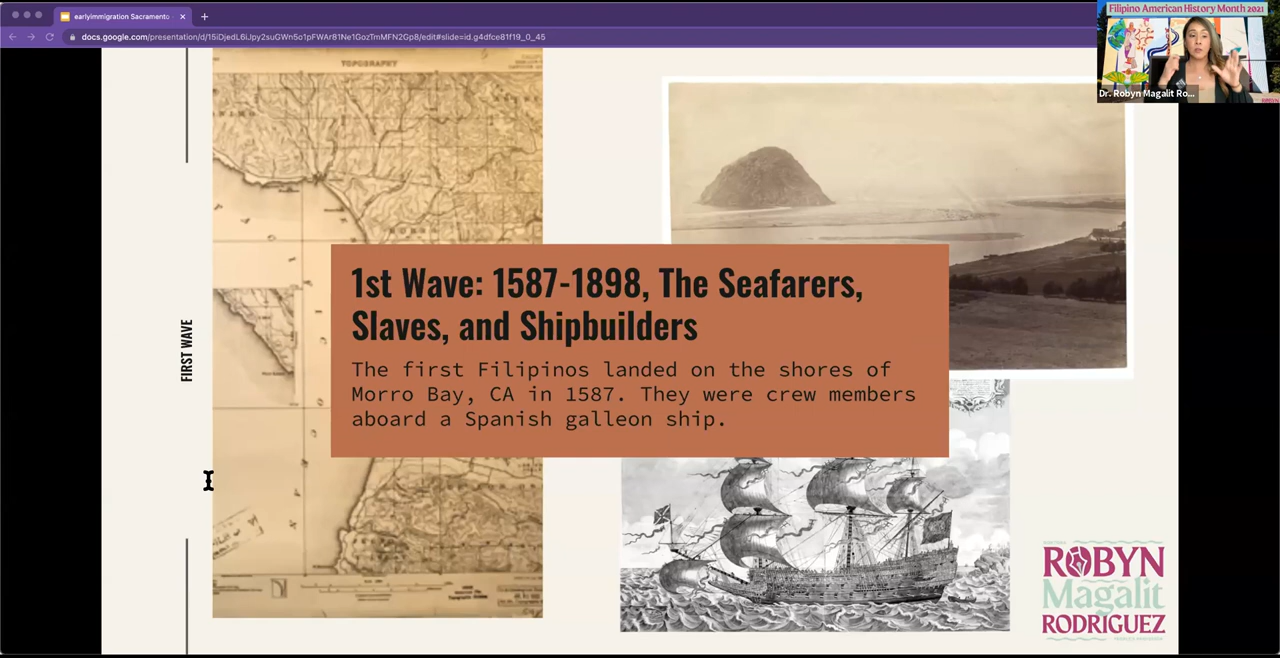 earlyimmigration Sacramento
docs.google.com/presentation/d/15iDjedL6iJpy2suGWn5o1pFWAr81Ne1GozTmMFN2Gp8/edit#slide=id.g4dfce81f19_0_45
Filipino American History Month 2021
Dr. Robyn Magalit Ro...
TOPOGRAPHY
FIRST WAVE
1st Wave: 1587-1898, The Seafarers,
Slaves, and Shipbuilders
The first Filipinos landed on the shores of
Morro Bay, CA in 1587. They were crew members
aboard a Spanish galleon ship.
ROBYN
Magalit
RODRIGUEZ